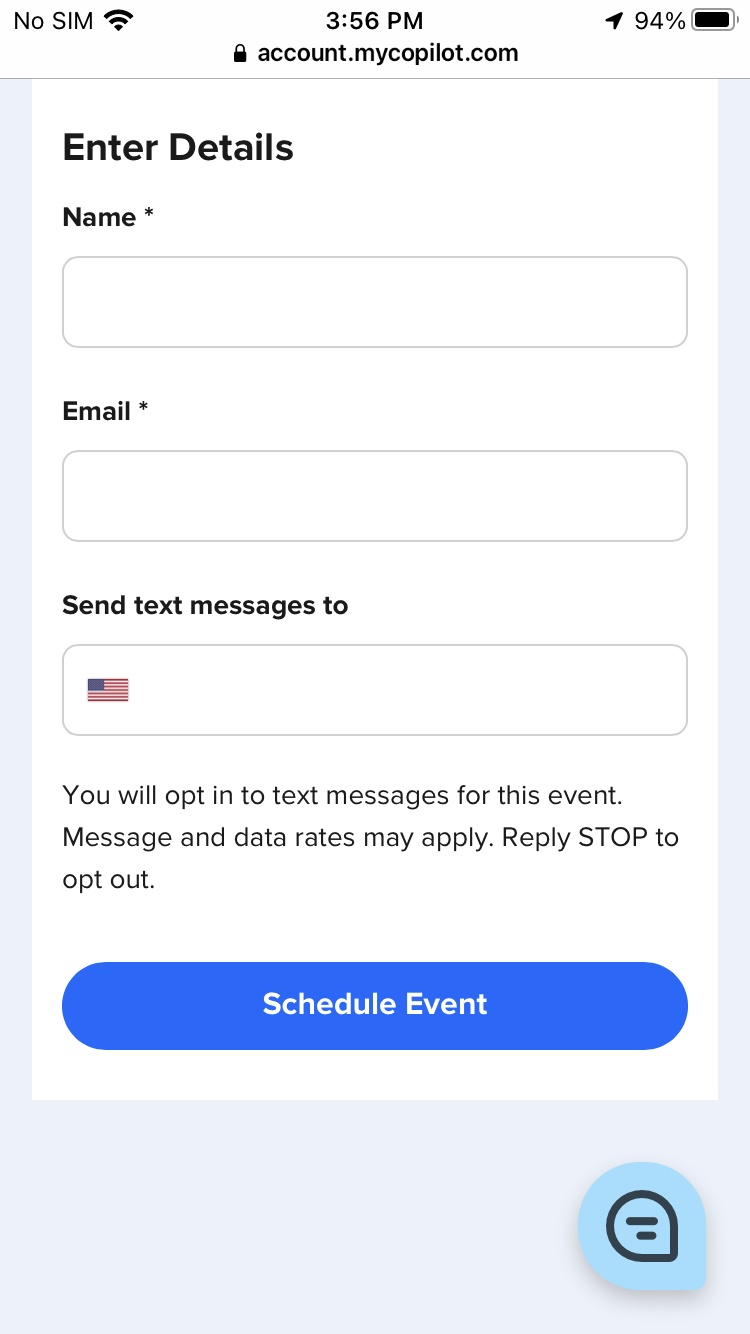 No SIM 3:56 PM 94%
account.mycopilot.com
Enter Details
Name *
Email *
Send text messages to
You will opt in to text messages for this event.
Message and data rates may apply. Reply STOP to
opt out.
Schedule Event